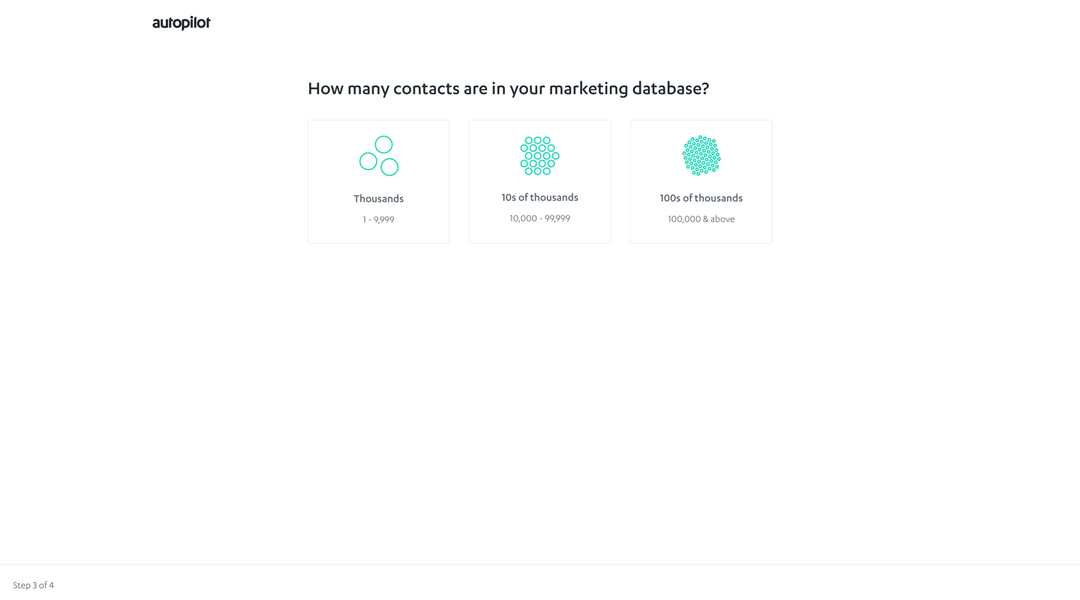 autopilot
How many contacts are in your marketing database?
Thousands
1 - 9,999
10s of thousands
10,000 - 99,999
100s of thousands
100,000 & above
Step 3 of 4